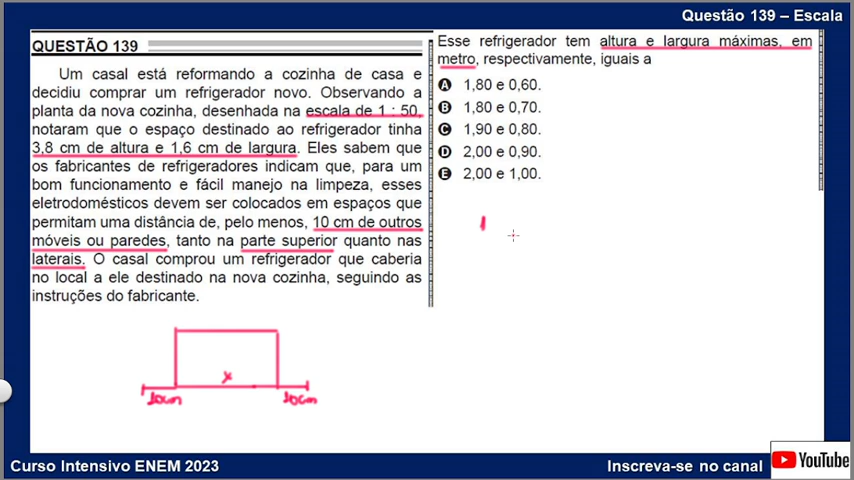 Questão 139 – Escala
QUESTÃO 139
Um casal está reformando a cozinha de casa e
decidiu comprar um refrigerador novo. Observando a
planta da nova cozinha, desenhada na escala de 1 : 50,
notaram que o espaço destinado ao refrigerador tinha
3,8 cm de altura e 1,6 cm de largura. Eles sabem que
os fabricantes de refrigeradores indicam que, para um
bom funcionamento e fácil manejo na limpeza, esses
eletrodomésticos devem ser colocados em espaços que
permitam uma distância de, pelo menos, 10 cm de outros
móveis ou paredes, tanto na parte superior quanto nas
laterais. O casal comprou um refrigerador que caberia
no local a ele destinado na nova cozinha, seguindo as
instruções do fabricante.
x
10cm 10cm
Esse refrigerador tem altura e largura máximas, em
metro, respectivamente, iguais a
A 1,80 e 0,60.
B 1,80 e 0,70.
C 1,90 e 0,80.
D 2,00 e 0,90.
E 2,00 e 1,00.
1
Curso Intensivo ENEM 2023
Inscreva-se no canal
YouTube